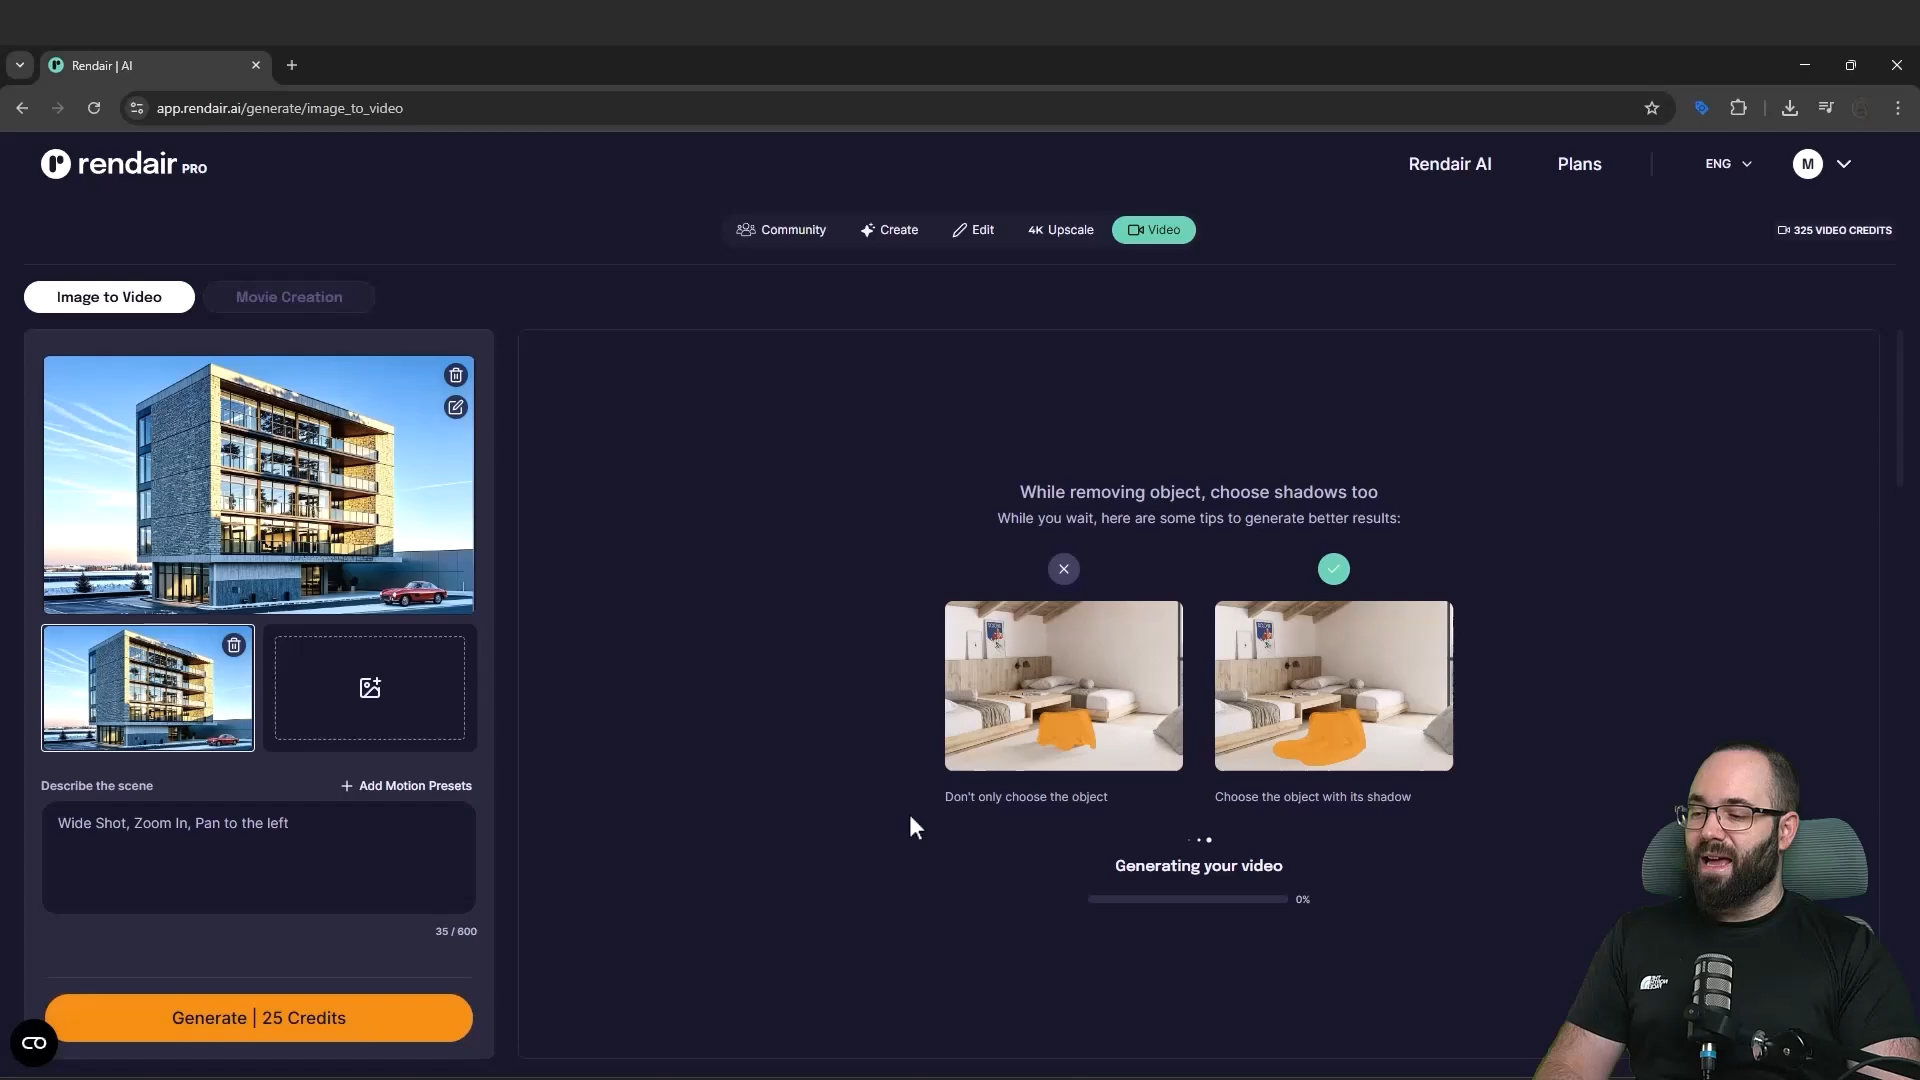 Rendair | AI
app.rendair.ai/generate/image_to_video
rendair PRO
Rendair AI
Plans
ENG
M
Community
Create
Edit
4K Upscale
Video
325 VIDEO CREDITS
Image to Video
Movie Creation
While removing object, choose shadows too
While you wait, here are some tips to generate better results:
Describe the scene
Add Motion Presets
Wide Shot, Zoom In, Pan to the left
Don't only choose the object
Choose the object with its shadow
Generating your video
0%
35 / 600
Generate | 25 Credits
THE NORTH FACE